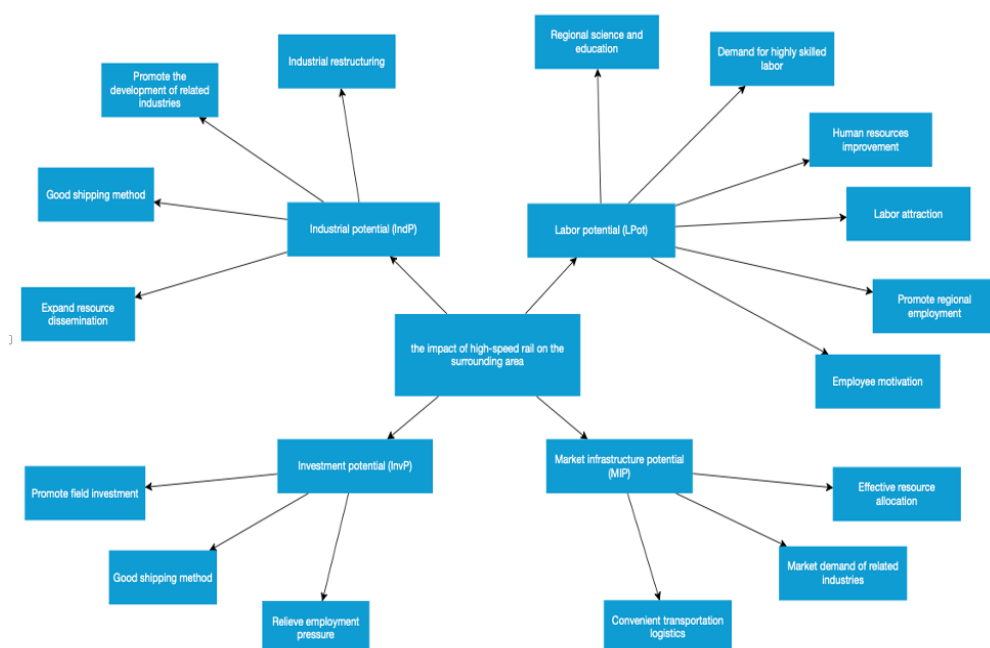 Regional science and
education
Demand for highly skilled
labor
Industrial restructuring
Promote the
development of related
industries
Human resources
improvement
Good shipping method
Labor attraction
Industrial potential (IndP)
Labor potential (LPot)
Expand resource
dissemination
Promote regional
employment
the impact of high-speed rail on the
surrounding area
Employee motivation
Investment potential (InvP)
Market infrastructure potential
(MIP)
Promote field investment
Effective resource
allocation
Good shipping method
Market demand of related
industries
Relieve employment
pressure
Convenient transportation
logistics